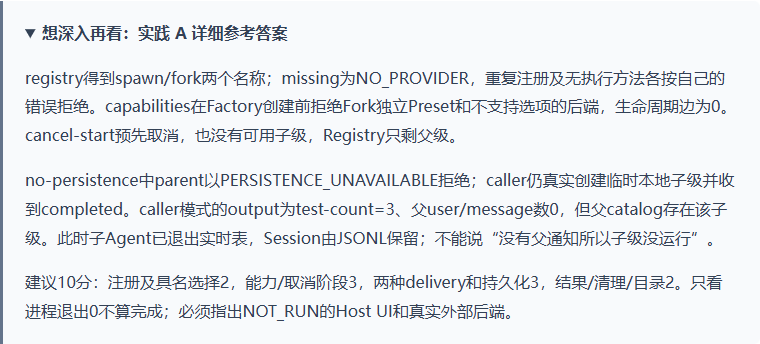 ▼ 想深入再看：实践 A 详细参考答案
registry得到spawn/fork两个名称；missing为NO_PROVIDER，重复注册及无执行方法各按自己的
错误拒绝。capabilities在Factory创建前拒绝Fork独立Preset和不支持选项的后端，生命周期边为0。
cancel-start预先取消，也没有可用子级，Registry只剩父级。
no-persistence中parent以PERSISTENCE_UNAVAILABLE拒绝；caller仍真实创建临时本地子级并收
到completed。caller模式的output为test-count=3、父user/message数0，但父catalog存在该子
级。此时子Agent已退出实时表，Session由JSONL保留；不能说“没有父通知所以子级没运行”。
建议10分：注册及具名选择2，能力/取消阶段3，两种delivery和持久化3，结果/清理/目录2。只看
进程退出0不算完成；必须指出NOT_RUN的Host UI和真实外部后端。